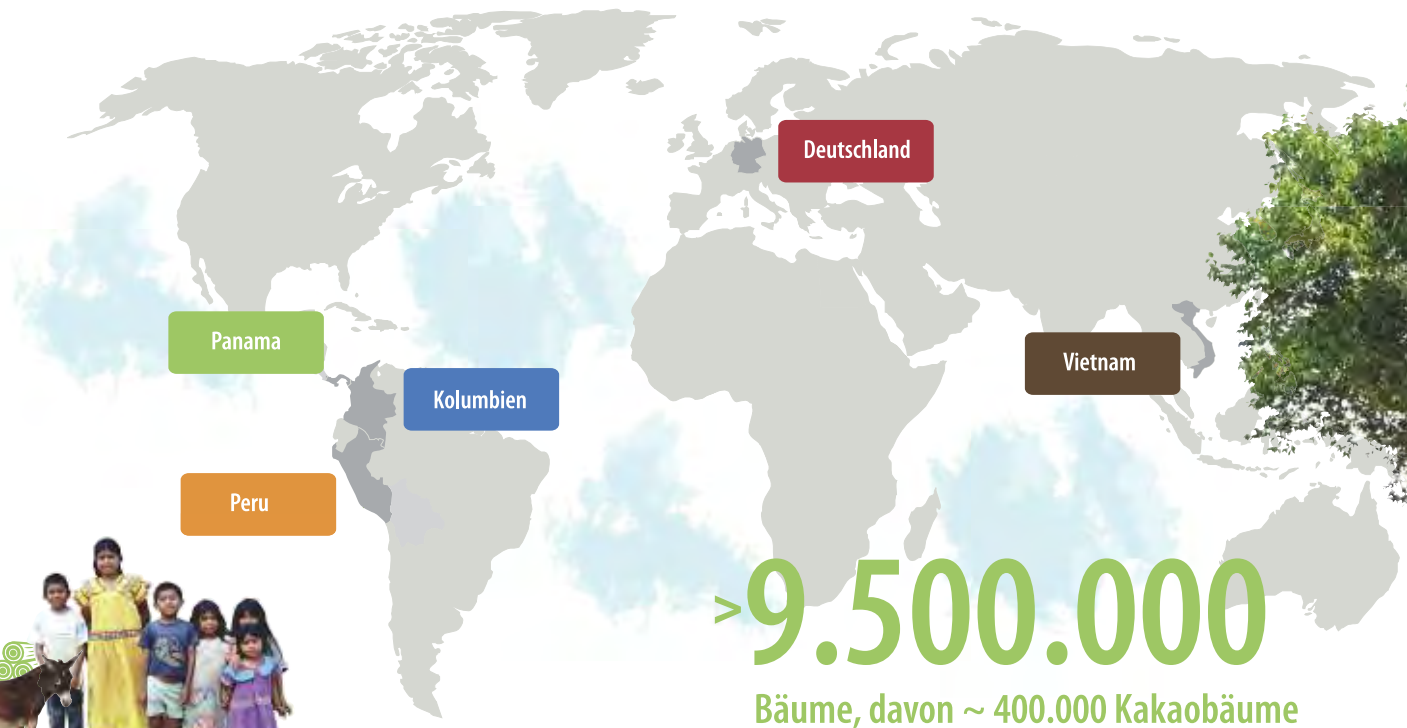 Deutschland
Panama
Vietnam
Kolumbien
Peru
>9.500.000
Bäume, davon ~ 400.000 Kakaobäume